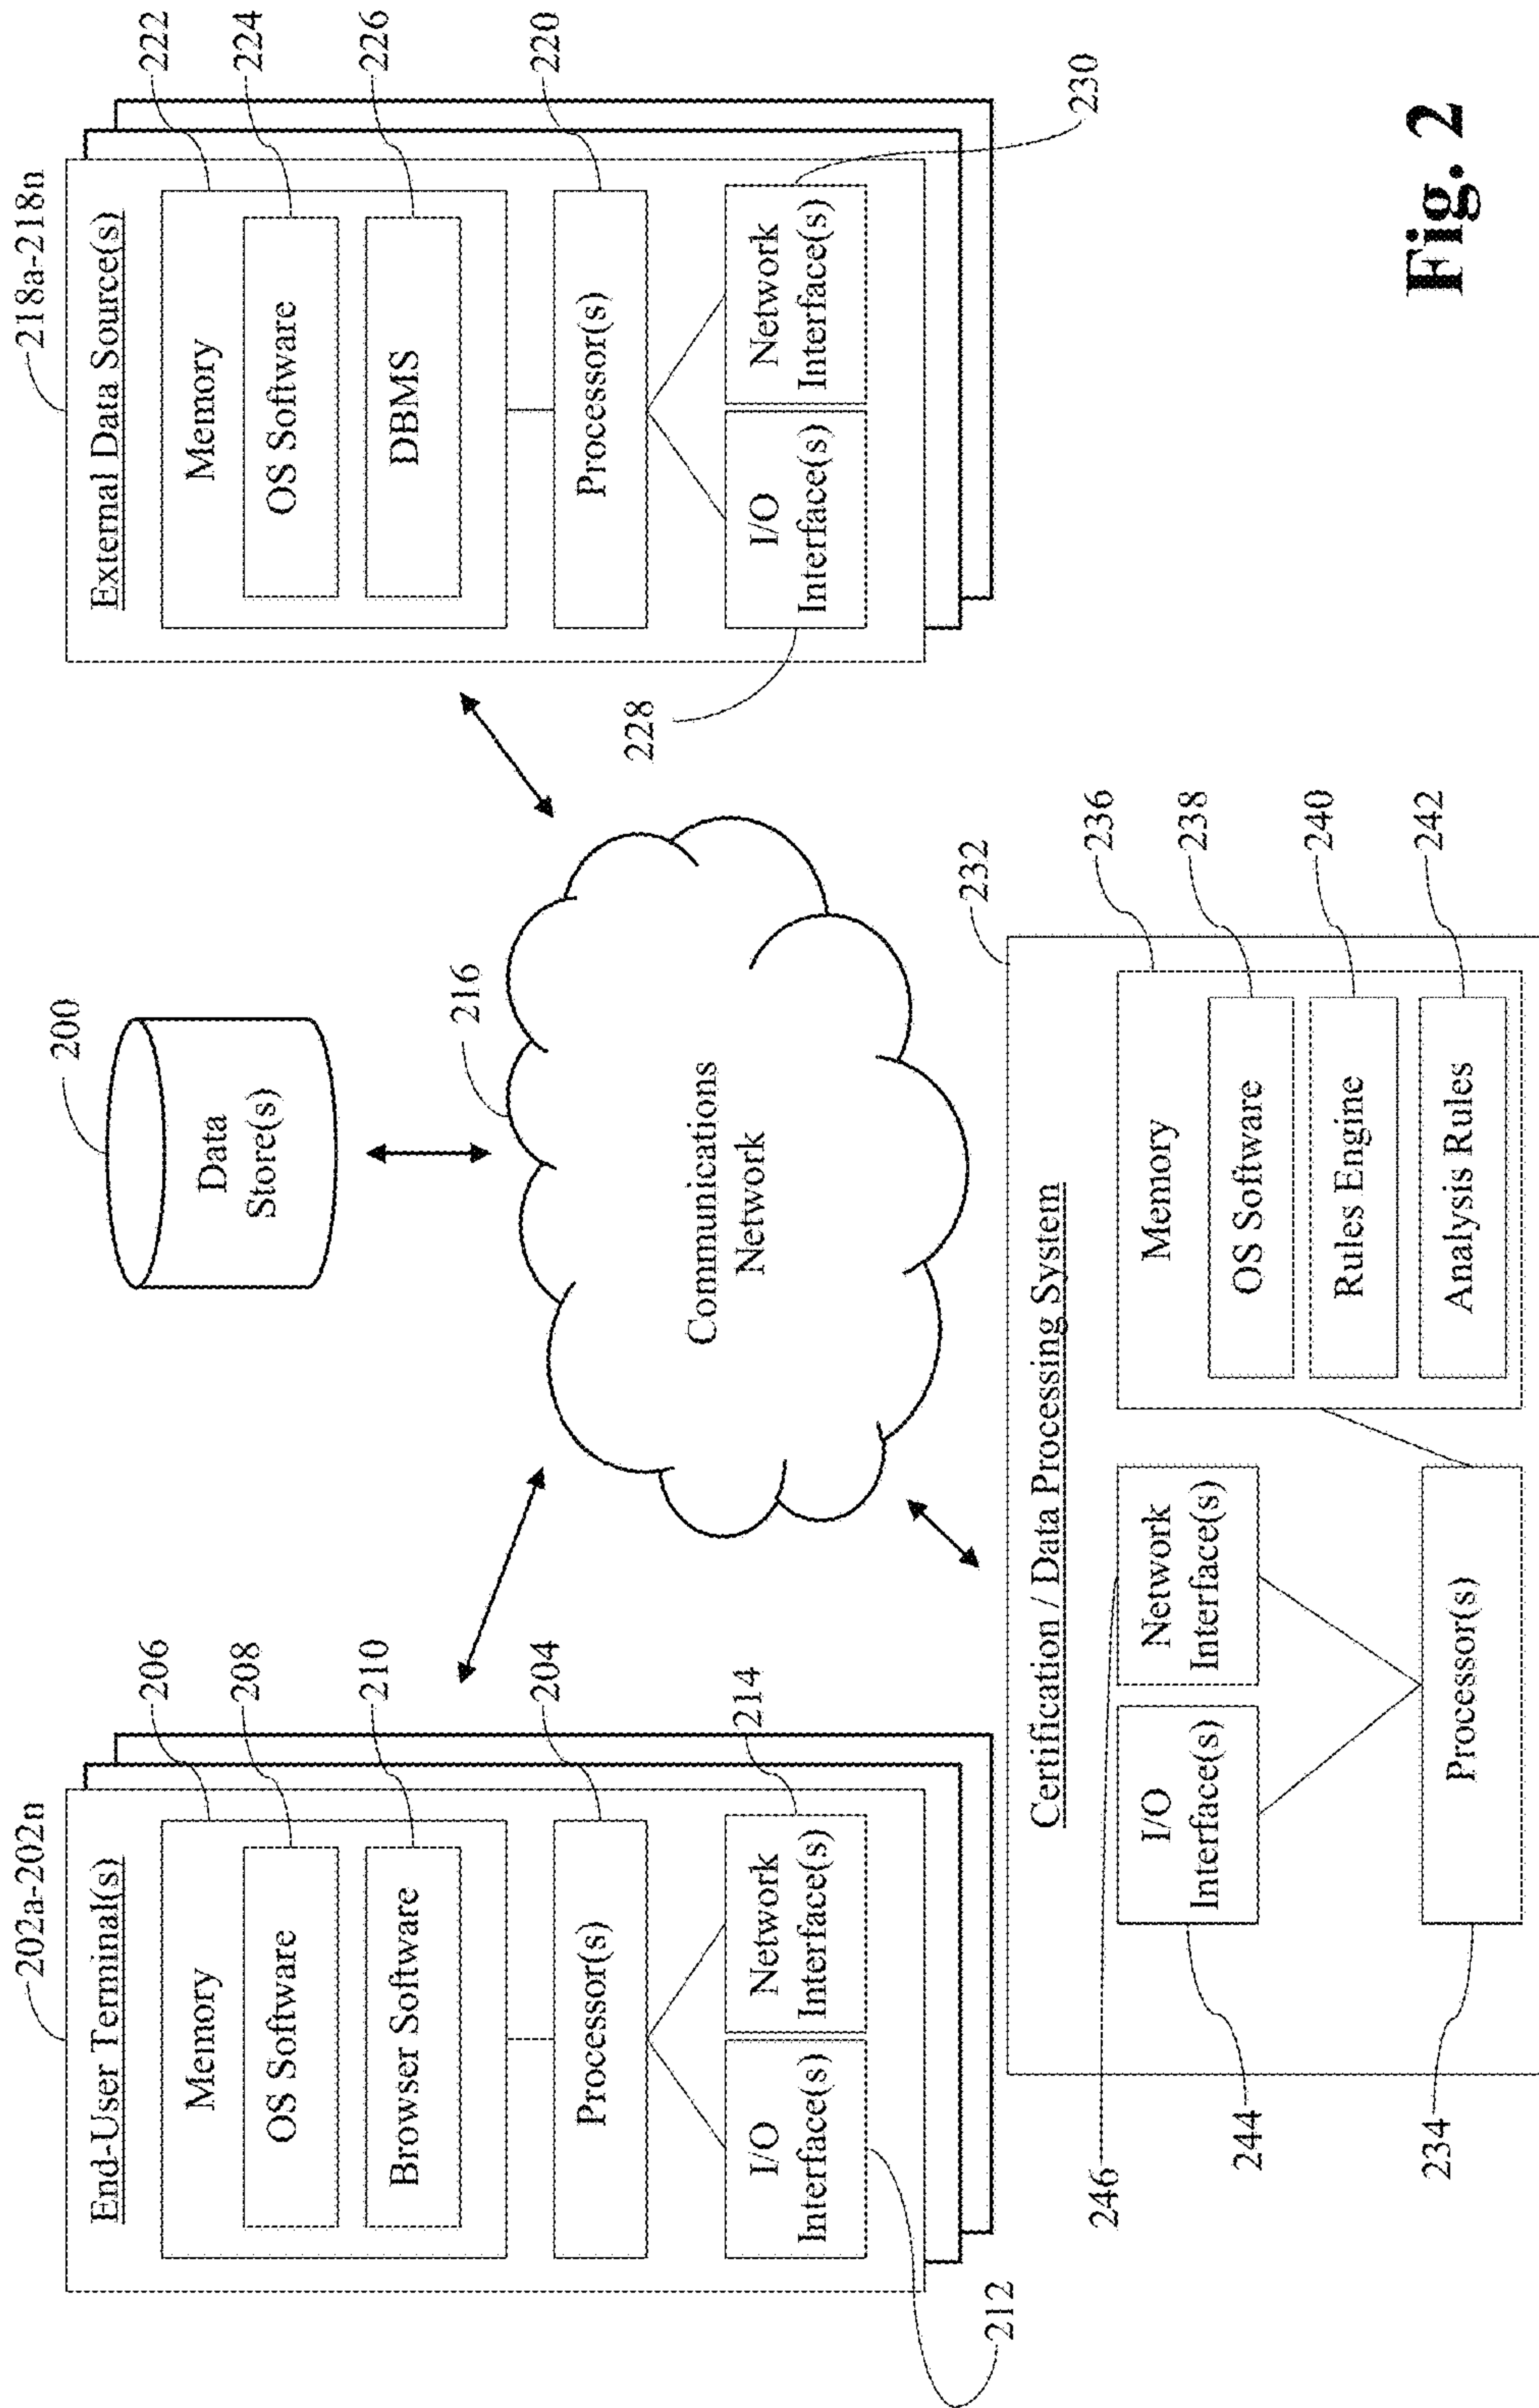 202a-202n
End-User Terminal(s)
Memory
206
OS Software
208
Browser Software
210
Processor(s)
204
I/O
Interface(s)
Network
Interface(s)
214
212
200
Data
Store(s)
216
Communications
Network
218a-218n
External Data Source(s)
Memory
222
OS Software
224
DBMS
226
Processor(s)
220
I/O
Interface(s)
Network
Interface(s)
228
230
232
Certification / Data Processing System
246
I/O
Interface(s)
Network
Interface(s)
244
Processor(s)
234
Memory
236
OS Software
238
Rules Engine
240
Analysis Rules
242
Fig. 2